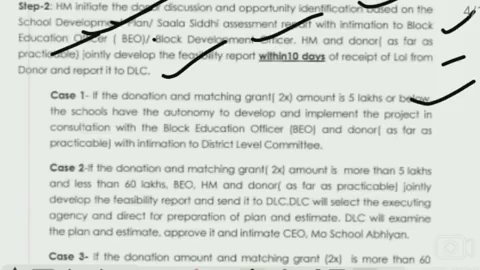 Step-2: HM initiate the donor discussion and opportunity identification based on the
School Development Plan/ Saala Siddhi assessment report with intimation to Block
Education Officer ( BEO)/ Block Development Officer. HM and donor( as far as
practicable) jointly develop the feasibility report within10 days of receipt of LoI from
Donor and report it to DLC.
Case 1- If the donation and matching grant( 2x) amount is 5 lakhs or below,
the schools have the autonomy to develop and implement the project in
consultation with the Block Education Officer (BEO) and donor( as far as
practicable) with intimation to District Level Committee.
Case 2-If the donation and matching grant( 2x) amount is more than 5 lakhs
and less than 60 lakhs, BEO, HM and donor( as far as practicable) jointly
develop the feasibility report and send it to DLC.DLC will select the executing
agency and direct for preparation of plan and estimate. DLC will examine
the plan and estimate, approve it and intimate CEO, Mo School Abhiyan.
Case 3- If the donation amount and matching grant (2x) is more than 60